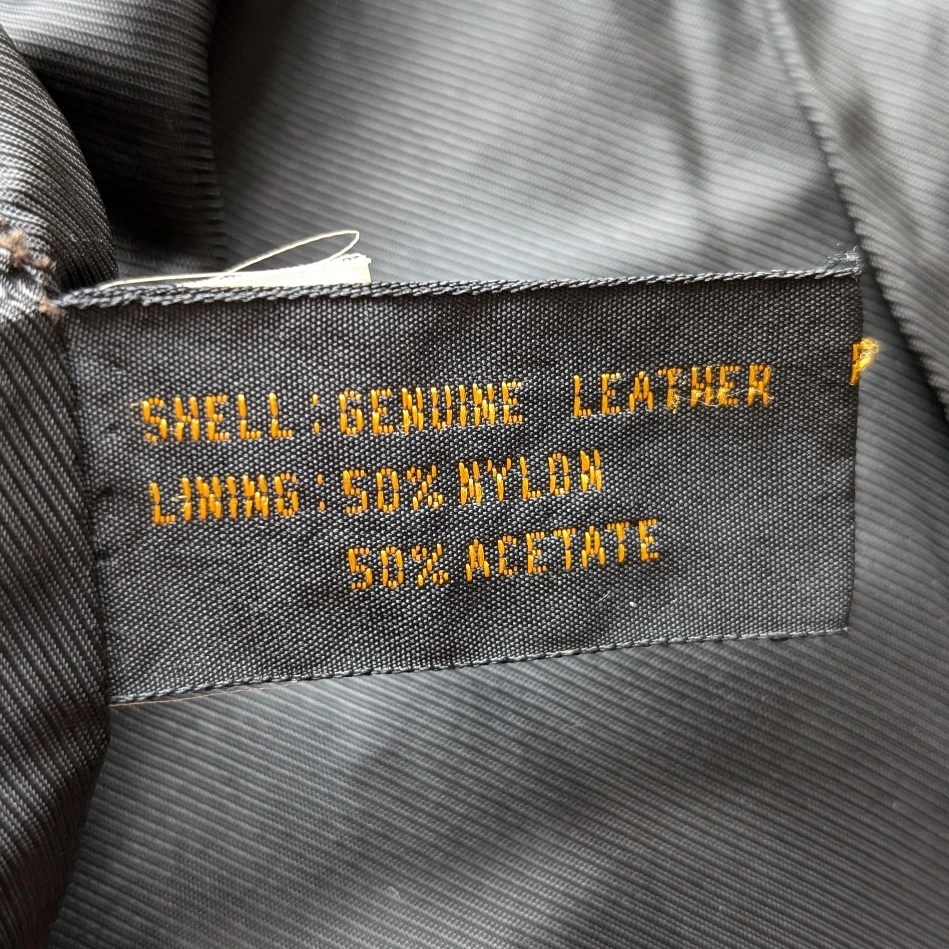 SHELL: GENUINE LEATHER
LINING: 50% NYLON
50% ACETATE